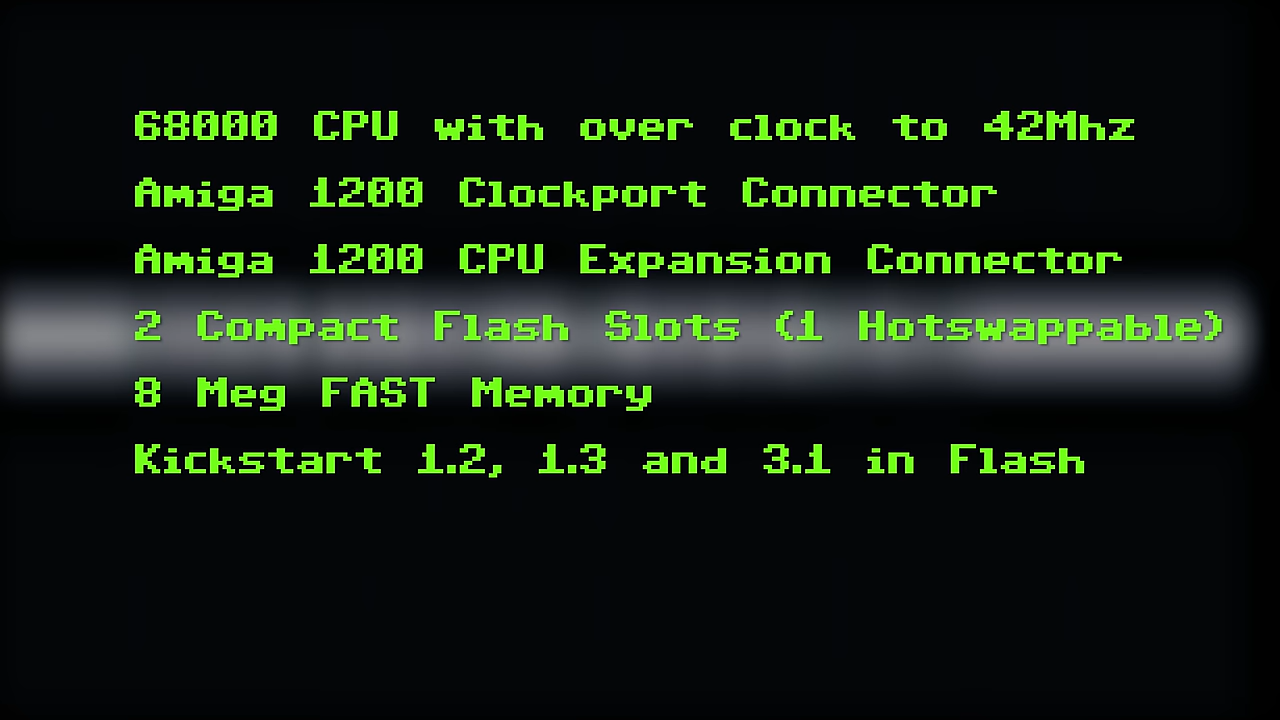 68000 CPU with over clock to 42Mhz
Amiga 1200 Clockport Connector
Amiga 1200 CPU Expansion Connector
2 Compact Flash Slots (1 Hotswappable)
8 Meg FAST Memory
Kickstart 1.2, 1.3 and 3.1 in Flash